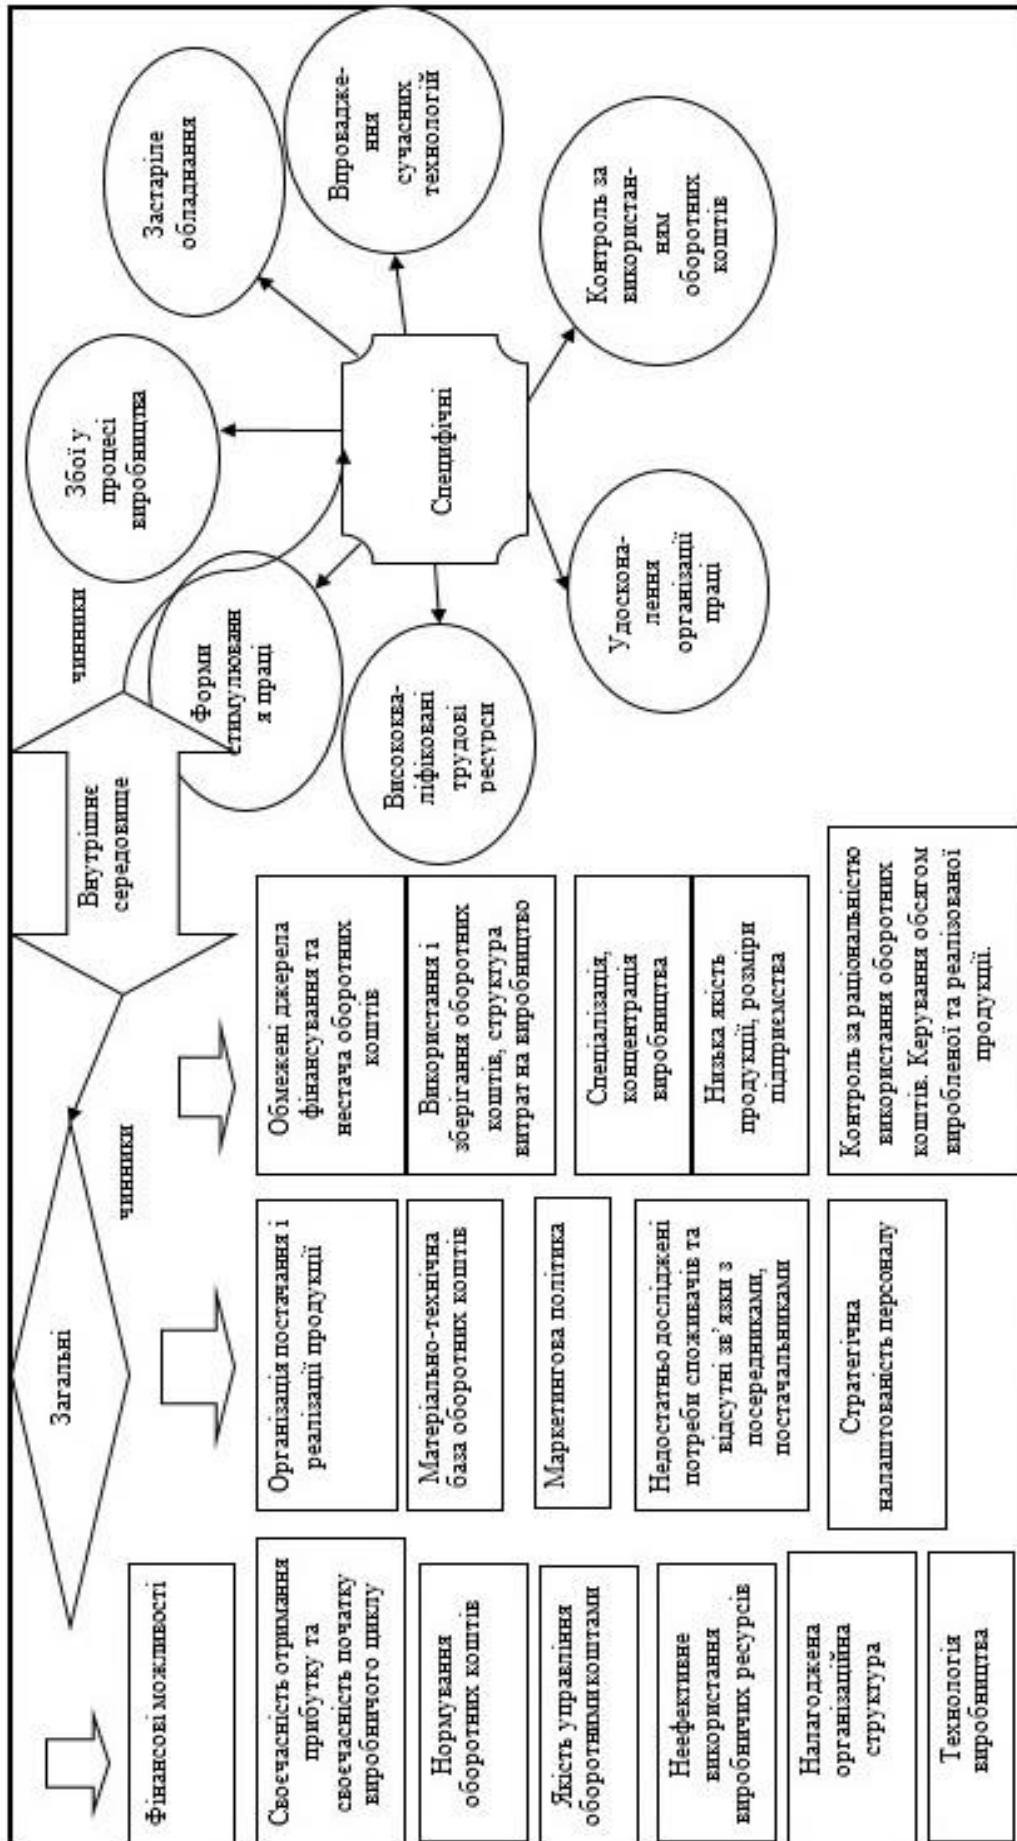 Внутрішнє
середовище
чинники
чинники
Загальні
Специфічні
Фінансові можливості
Своєчасність отримання
прибутку та
своєчасність початку
виробничого циклу
Нормування
оборотних коштів
Якість управління
оборотними коштами
Неефективне
використання
виробничих ресурсів
Налагоджена
організаційна
структура
Технологія
виробництва
Організація постачання і
реалізації продукції
Матеріально-технічна
база оборотних коштів
Маркетингова політика
Недостатньо досліджені
потреби споживачів та
відсутні зв’язки з
посередниками,
постачальниками
Стратегічна
налаштованість персоналу
Обмежені джерела
фінансування та
нестача оборотних
коштів
Використання і
зберігання оборотних
коштів, структура
витрат на виробництво
Спеціалізація,
концентрація
виробництва
Низька якість
продукції, розміри
підприємства
Контроль за раціональністю
використання оборотних
коштів. Керування обсягом
виробленої та реалізованої
продукції.
Форми
стимулюванн
я праці
Збої у
процесі
виробництва
Застаріле
обладнання
Впроваджe-
ння
сучасних
технологій
Висококва-
ліфіковані
трудові
ресурси
Удоскона-
лення
організації
праці
Контроль за
використан-
ням
оборотних
коштів